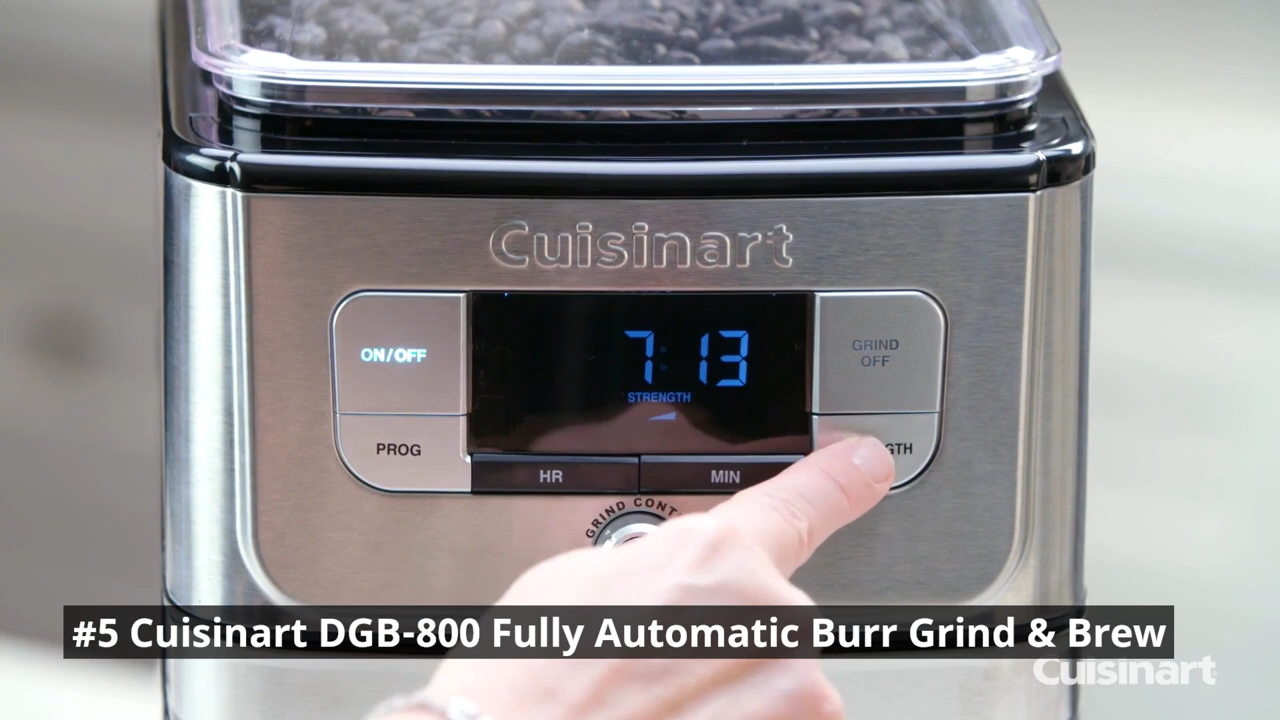 Cuisinart
ON/OFF
7:13
GRIND
OFF
STRENGTH
PROG
HR
MIN
GRIND
#5 Cuisinart DGB-800 Fully Automatic Burr Grind & Brew
Cuisinart